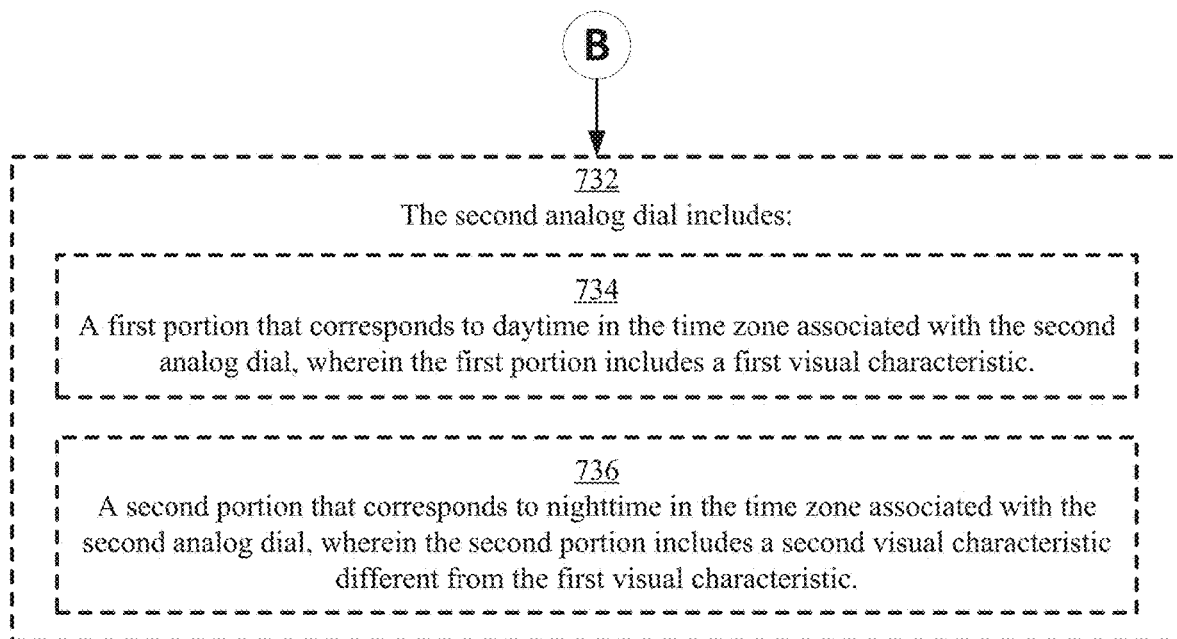 B
732
The second analog dial includes:
734
A first portion that corresponds to daytime in the time zone associated with the second
analog dial, wherein the first portion includes a first visual characteristic.
736
A second portion that corresponds to nighttime in the time zone associated with the
second analog dial, wherein the second portion includes a second visual characteristic
different from the first visual characteristic.